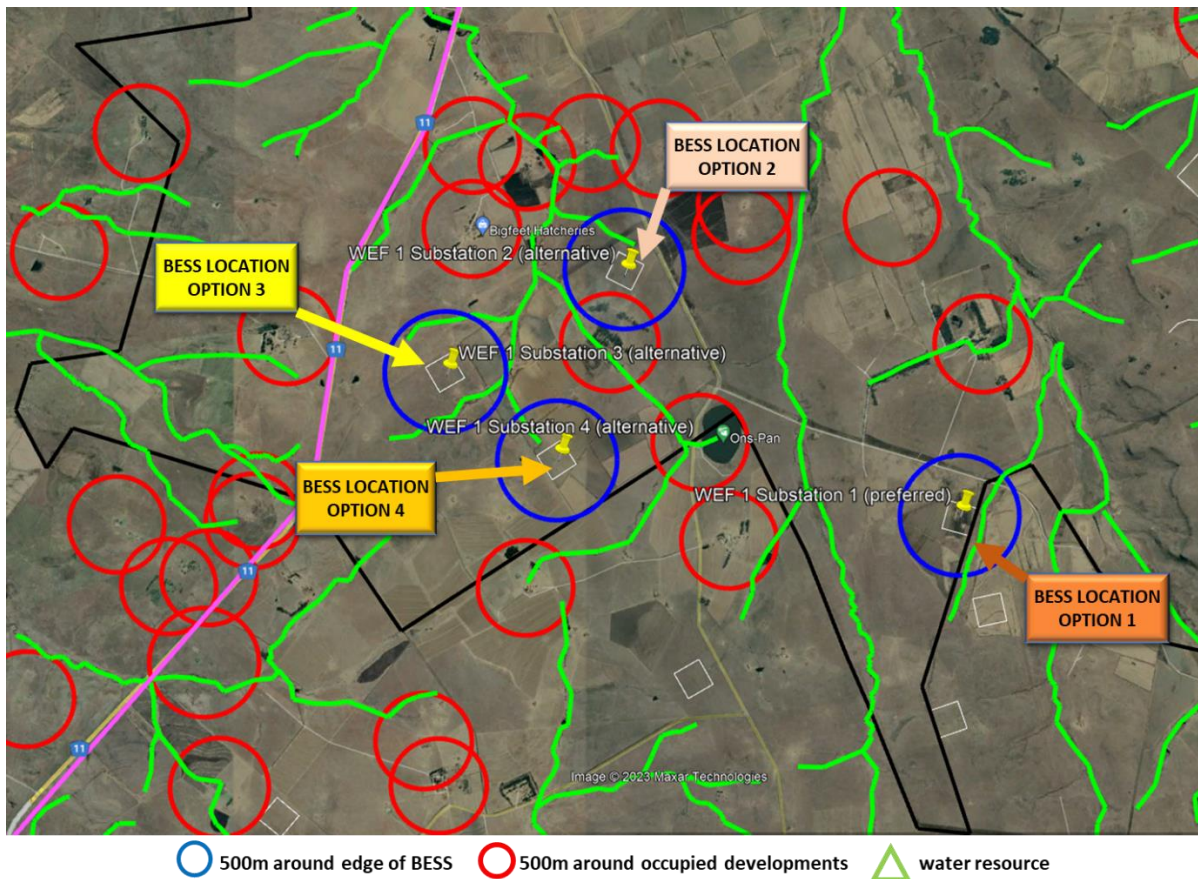 11
BESS LOCATION
OPTION 2
Bigfeet Hatcheries
WEF 1 Substation 2 (alternative)
BESS LOCATION
OPTION 3
11
WEF 1 Substation 3 (alternative)
WEF 1 Substation 4 (alternative)
Ons-Pan
BESS LOCATION
OPTION 4
WEF 1 Substation 1 (preferred)
11
BESS LOCATION
OPTION 1
11
Image © 2023 Maxar Technologies
500m around edge of BESS
500m around occupied developments
water resource